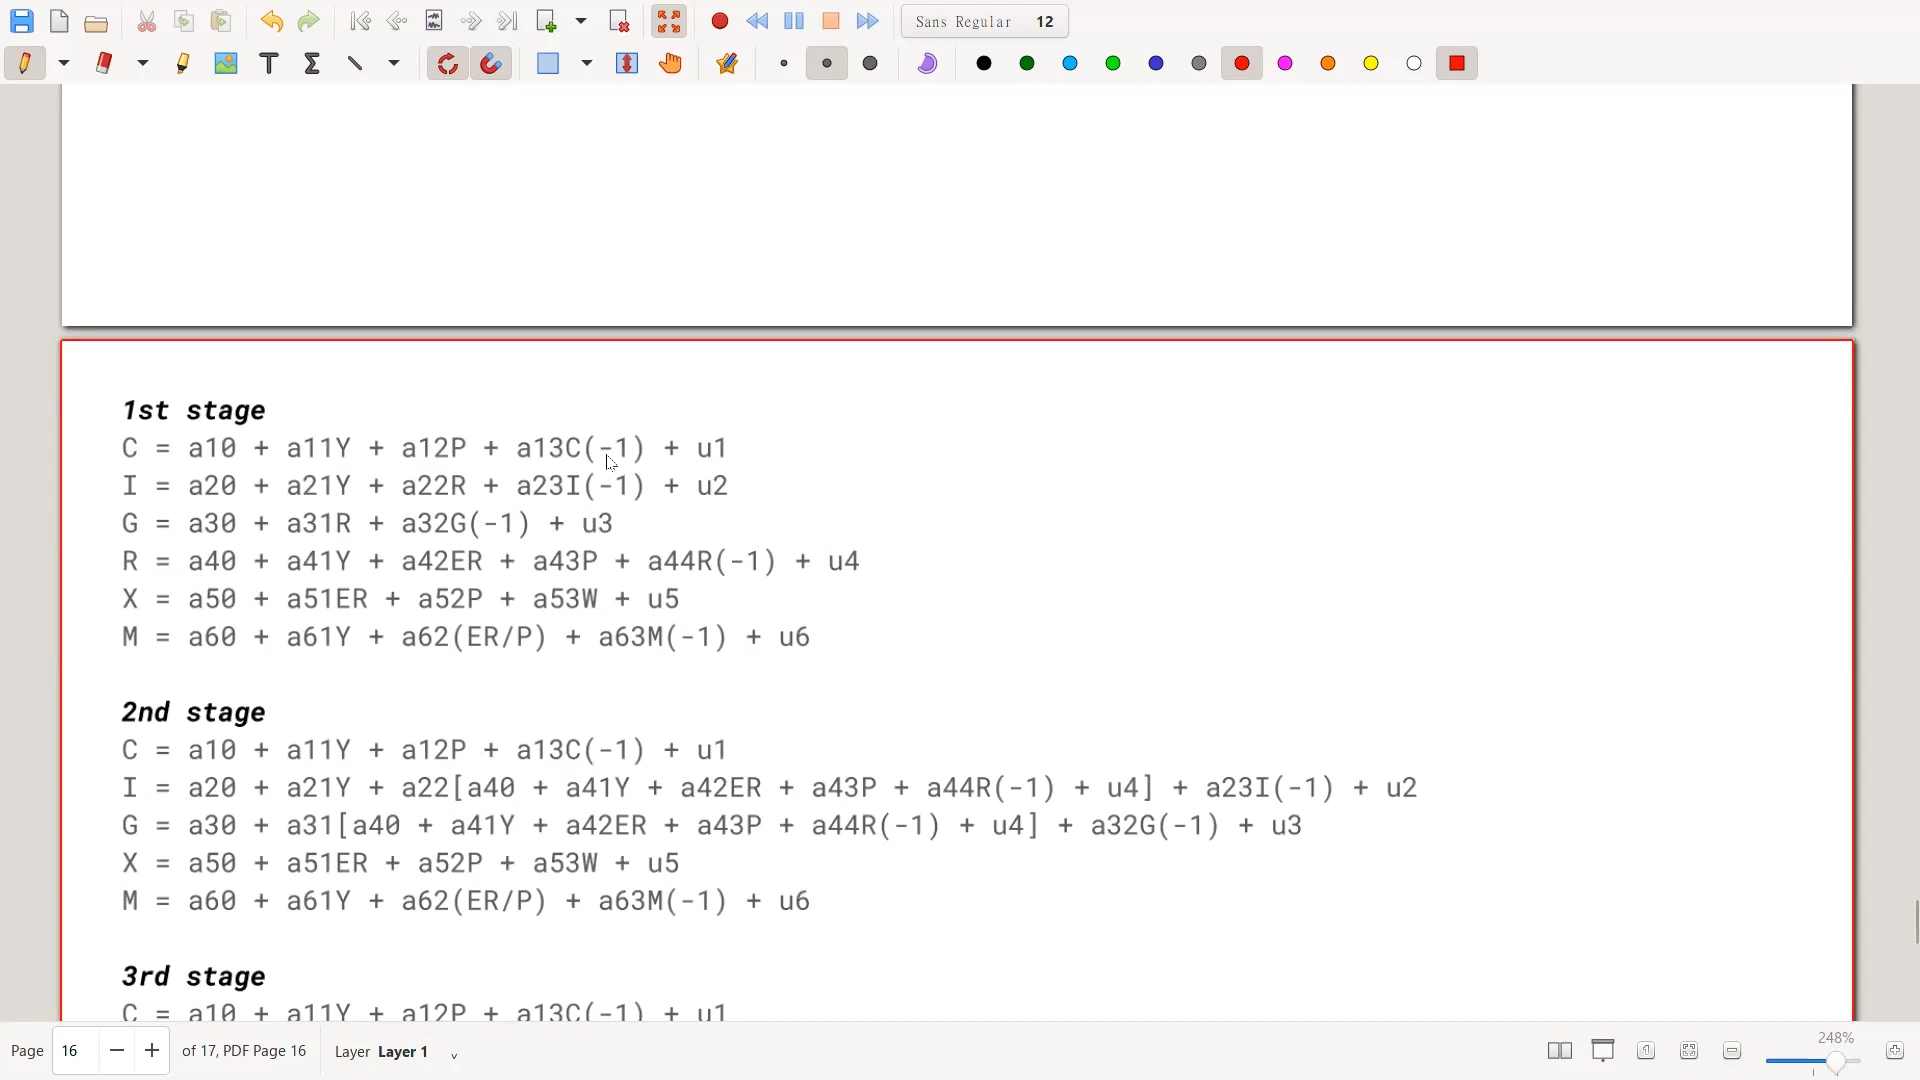 Sans Regular 12
1st stage
C = a10 + a11Y + a12P + a13C(-1) + u1
I = a20 + a21Y + a22R + a23I(-1) + u2
G = a30 + a31R + a32G(-1) + u3
R = a40 + a41Y + a42ER + a43P + a44R(-1) + u4
X = a50 + a51ER + a52P + a53W + u5
M = a60 + a61Y + a62(ER/P) + a63M(-1) + u6
2nd stage
C = a10 + a11Y + a12P + a13C(-1) + u1
I = a20 + a21Y + a22[a40 + a41Y + a42ER + a43P + a44R(-1) + u4] + a23I(-1) + u2
G = a30 + a31[a40 + a41Y + a42ER + a43P + a44R(-1) + u4] + a32G(-1) + u3
X = a50 + a51ER + a52P + a53W + u5
M = a60 + a61Y + a62(ER/P) + a63M(-1) + u6
3rd stage
C = a10 + a11Y + a12P + a13C(-1) + u1
Page 16 of 17, PDF Page 16 Layer Layer 1 248%